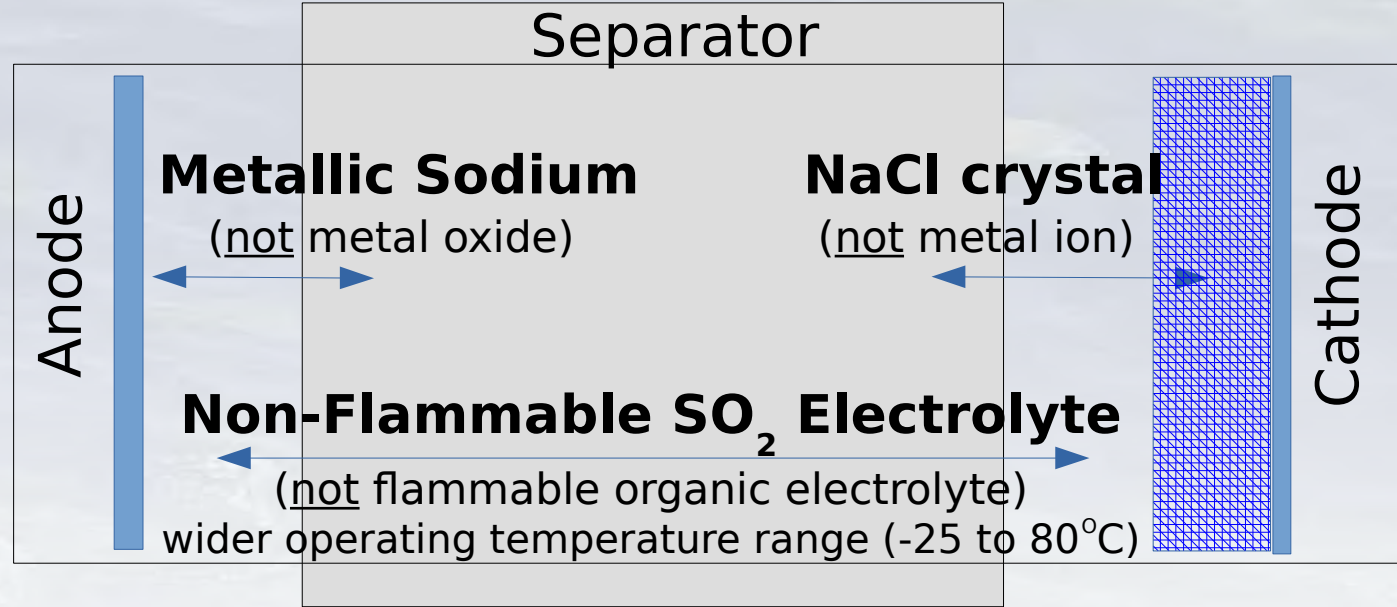 Separator
Anode
Metallic Sodium
(not metal oxide)
NaCl crystal
(not metal ion)
Cathode
Non-Flammable SO₂ Electrolyte
(not flammable organic electrolyte)
wider operating temperature range (-25 to 80°C)